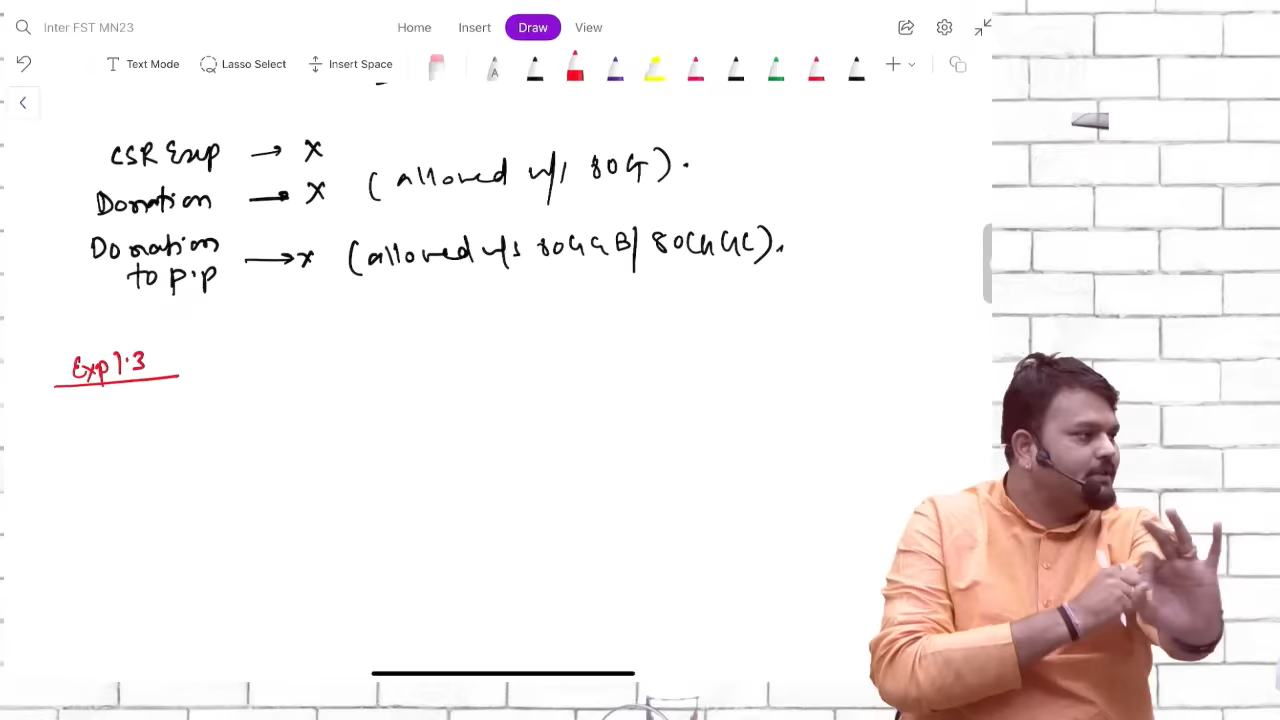 Inter FST MN23
Home Insert Draw View
Text Mode Lasso Select Insert Space
CSR Exp → X
Donation → X (allowed u/s 80G).
Donation to P.P → X (allowed u/s 80GGB/80GGC).
Exp 1.3